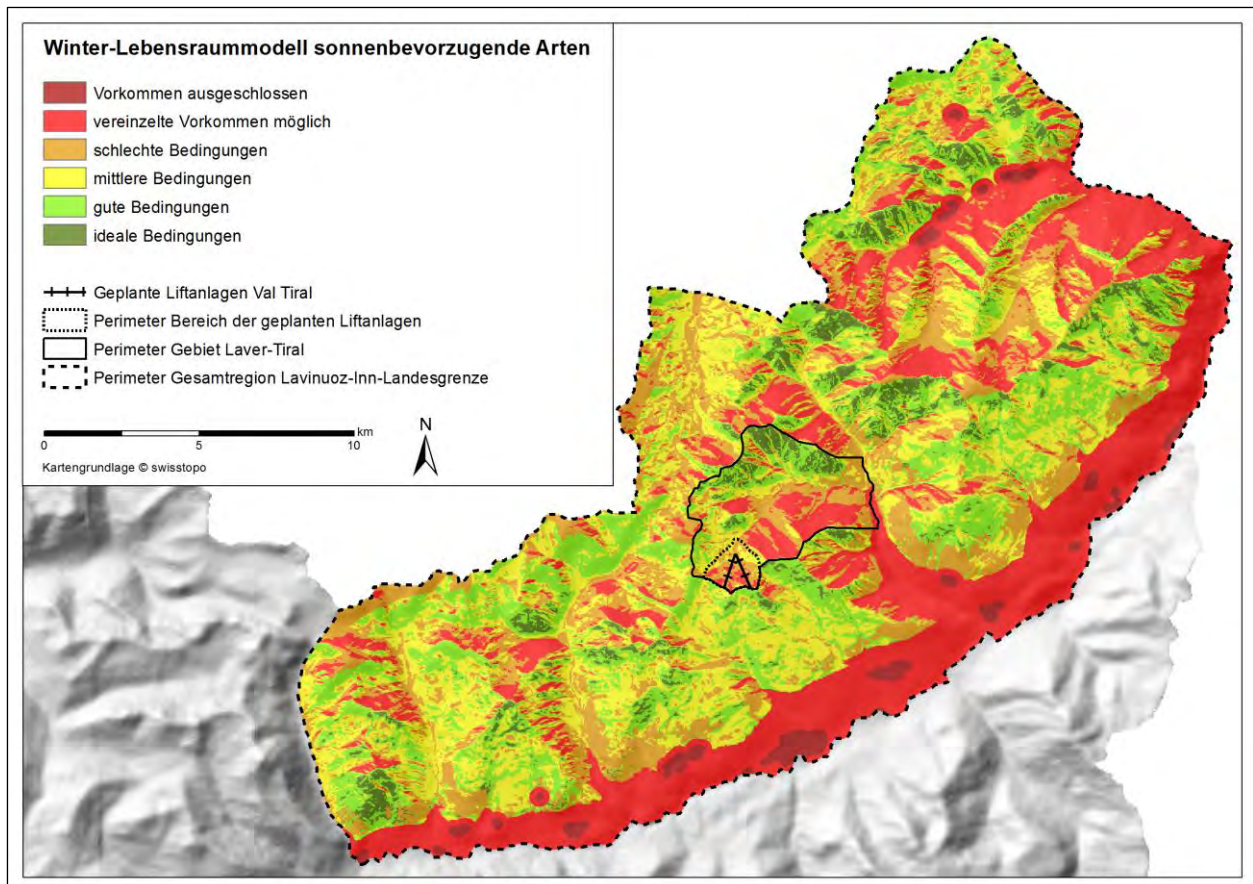 Winter-Lebensraummodell sonnenbevorzugende Arten
Vorkommen ausgeschlossen
vereinzelte Vorkommen möglich
schlechte Bedingungen
mittlere Bedingungen
gute Bedingungen
ideale Bedingungen
Geplante Liftanlagen Val Tiral
Perimeter Bereich der geplanten Liftanlagen
Perimeter Gebiet Laver-Tiral
Perimeter Gesamtregion Lavinuoz-Inn-Landesgrenze
km
0 5 10
N
Kartengrundlage © swisstopo